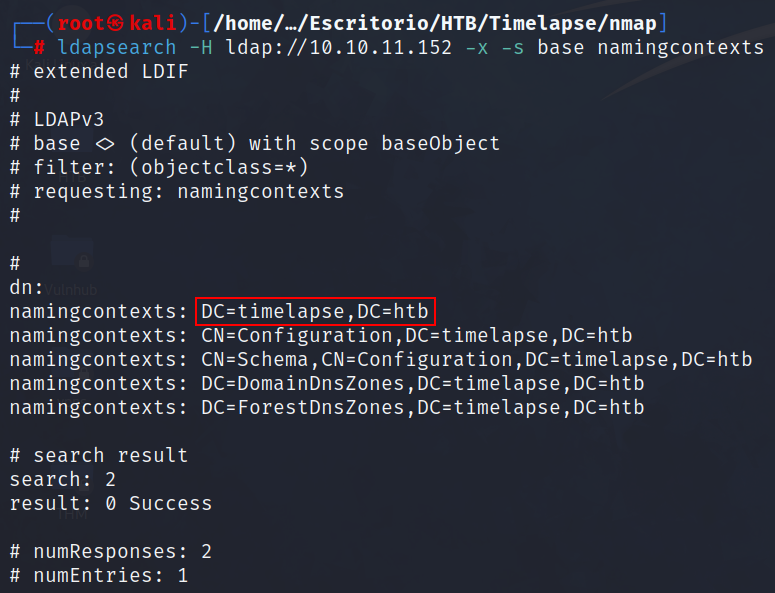 ┌──(root㉿kali)-[/home/…/Escritorio/HTB/Timelapse/nmap]
└─# ldapsearch -H ldap://10.10.11.152 -x -s base namingcontexts
# extended LDIF
#
# LDAPv3
# base <> (default) with scope baseObject
# filter: (objectclass=*)
# requesting: namingcontexts
#
#
dn:
namingcontexts: DC=timelapse,DC=htb
namingcontexts: CN=Configuration,DC=timelapse,DC=htb
namingcontexts: CN=Schema,CN=Configuration,DC=timelapse,DC=htb
namingcontexts: DC=DomainDnsZones,DC=timelapse,DC=htb
namingcontexts: DC=ForestDnsZones,DC=timelapse,DC=htb
# search result
search: 2
result: 0 Success
# numResponses: 2
# numEntries: 1